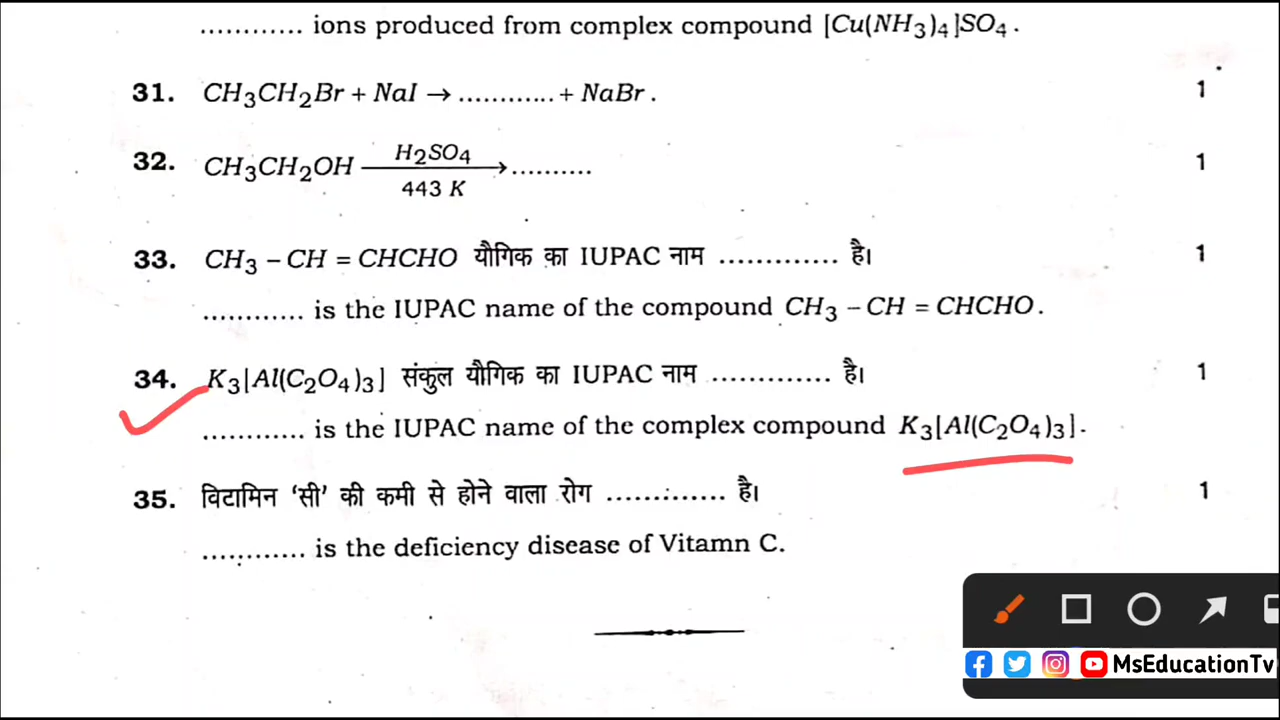 ............ ions produced from complex compound [Cu(NH₃)₄]SO₄.
31. CH₃CH₂Br + NaI → ............ + NaBr. 1
32. CH₃CH₂OH H₂SO₄ / 443 K → .......... 1
33. CH₃ – CH = CHCHO यौगिक का IUPAC नाम ............. है। 1
............ is the IUPAC name of the compound CH₃ – CH = CHCHO.
34. K₃[Al(C₂O₄)₃] संकुल यौगिक का IUPAC नाम ............. है। 1
............ is the IUPAC name of the complex compound K₃[Al(C₂O₄)₃].
35. विटामिन 'सी' की कमी से होने वाला रोग ............. है। 1
............ is the deficiency disease of Vitamn C.
MsEducationTv